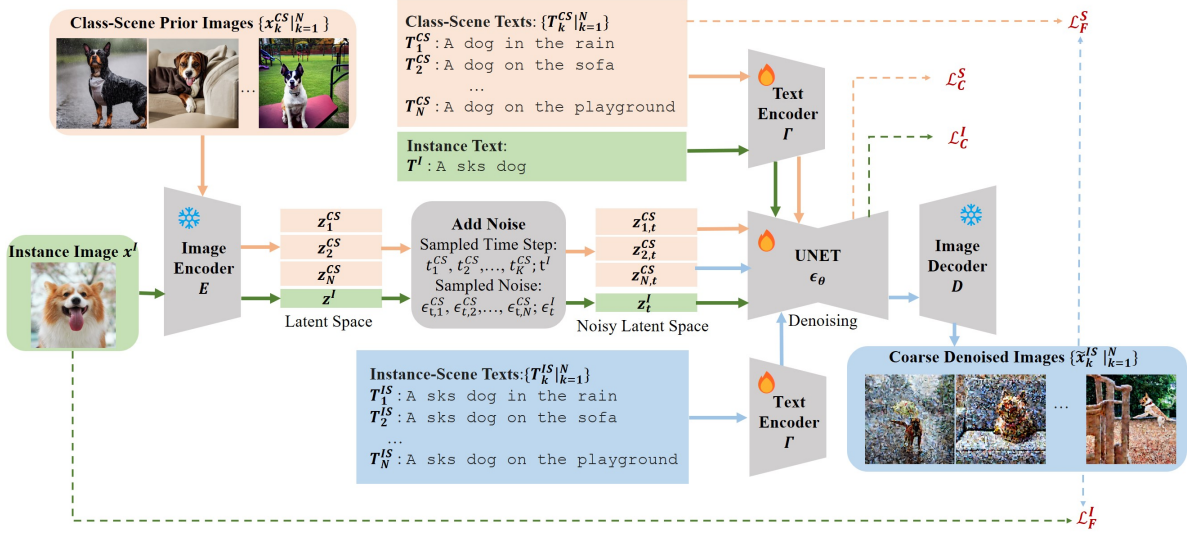 Class-Scene Prior Images {x_k^{CS}|_{k=1}^N}
...
Class-Scene Texts: {T_k^{CS}|_{k=1}^N}
T_1^{CS}: A dog in the rain
T_2^{CS}: A dog on the sofa
...
T_N^{CS}: A dog on the playground
Instance Text:
T^I: A sks dog
Text
Encoder
Γ
ℒ_F^S
ℒ_C^S
ℒ_C^I
Instance Image x^I
Image
Encoder
E
z_1^{CS}
z_2^{CS}
z_N^{CS}
z^I
Latent Space
Add Noise
Sampled Time Step:
t_1^{CS}, t_2^{CS},..., t_K^{CS}; t^I
Sampled Noise:
ϵ_{t,1}^{CS}, ϵ_{t,2}^{CS},..., ϵ_{t,N}^{CS}; ϵ_t^I
z_{1,t}^{CS}
z_{2,t}^{CS}
z_{N,t}^{CS}
z_t^I
Noisy Latent Space
UNET
ϵ_θ
Denoising
Image
Decoder
D
Instance-Scene Texts:{T_k^{IS}|_{k=1}^N}
T_1^{IS}: A sks dog in the rain
T_2^{IS}: A sks dog on the sofa
...
T_N^{IS}: A sks dog on the playground
Text
Encoder
Γ
Coarse Denoised Images {x̃_k^{IS}|_{k=1}^N}
...
ℒ_F^I